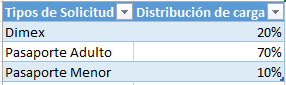 Tipos de Solicitud Distribución de carga
Dimex 20%
Pasaporte Adulto 70%
Pasaporte Menor 10%